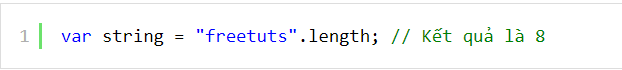 1 var string = "freetuts".length; // Kết quả là 8